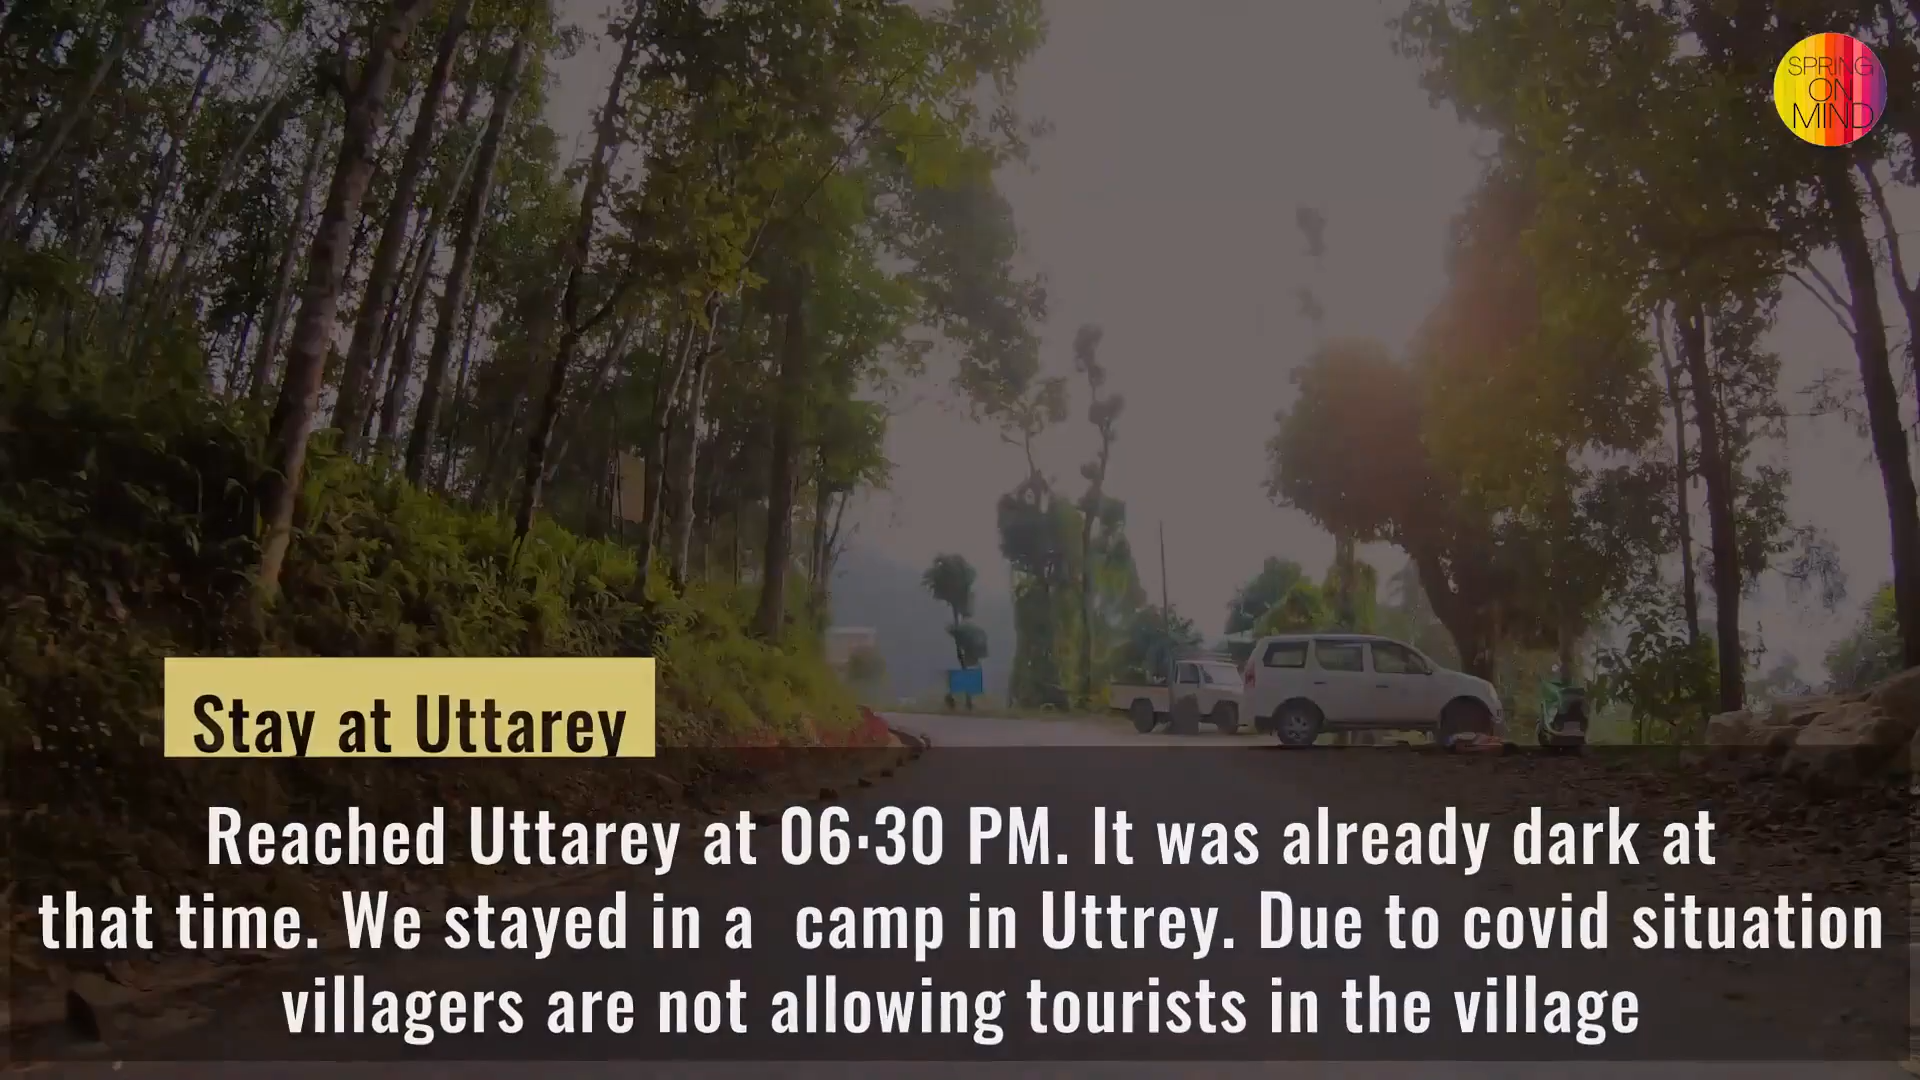 SPRING
ON
MIND
Stay at Uttarey
Reached Uttarey at 06:30 PM. It was already dark at
that time. We stayed in a camp in Uttrey. Due to covid situation
villagers are not allowing tourists in the village